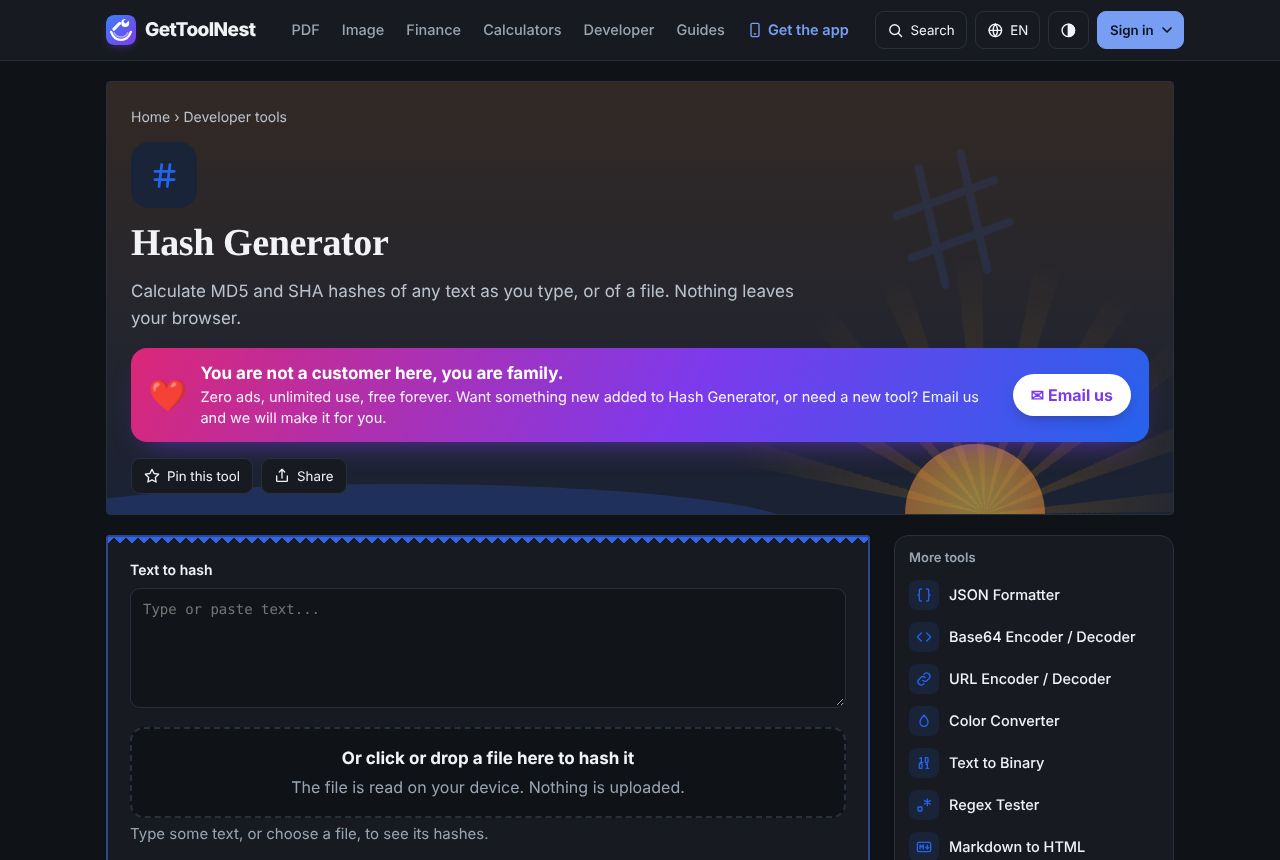 GetToolNest
PDF
Image
Finance
Calculators
Developer
Guides
Get the app
Search
EN
Sign in
Home › Developer tools
Hash Generator
Calculate MD5 and SHA hashes of any text as you type, or of a file. Nothing leaves
your browser.
You are not a customer here, you are family.
Zero ads, unlimited use, free forever. Want something new added to Hash Generator, or need a new tool? Email us
and we will make it for you.
✉ Email us
Pin this tool
Share
Text to hash
Type or paste text...
Or click or drop a file here to hash it
The file is read on your device. Nothing is uploaded.
Type some text, or choose a file, to see its hashes.
More tools
JSON Formatter
Base64 Encoder / Decoder
URL Encoder / Decoder
Color Converter
Text to Binary
Regex Tester
Markdown to HTML